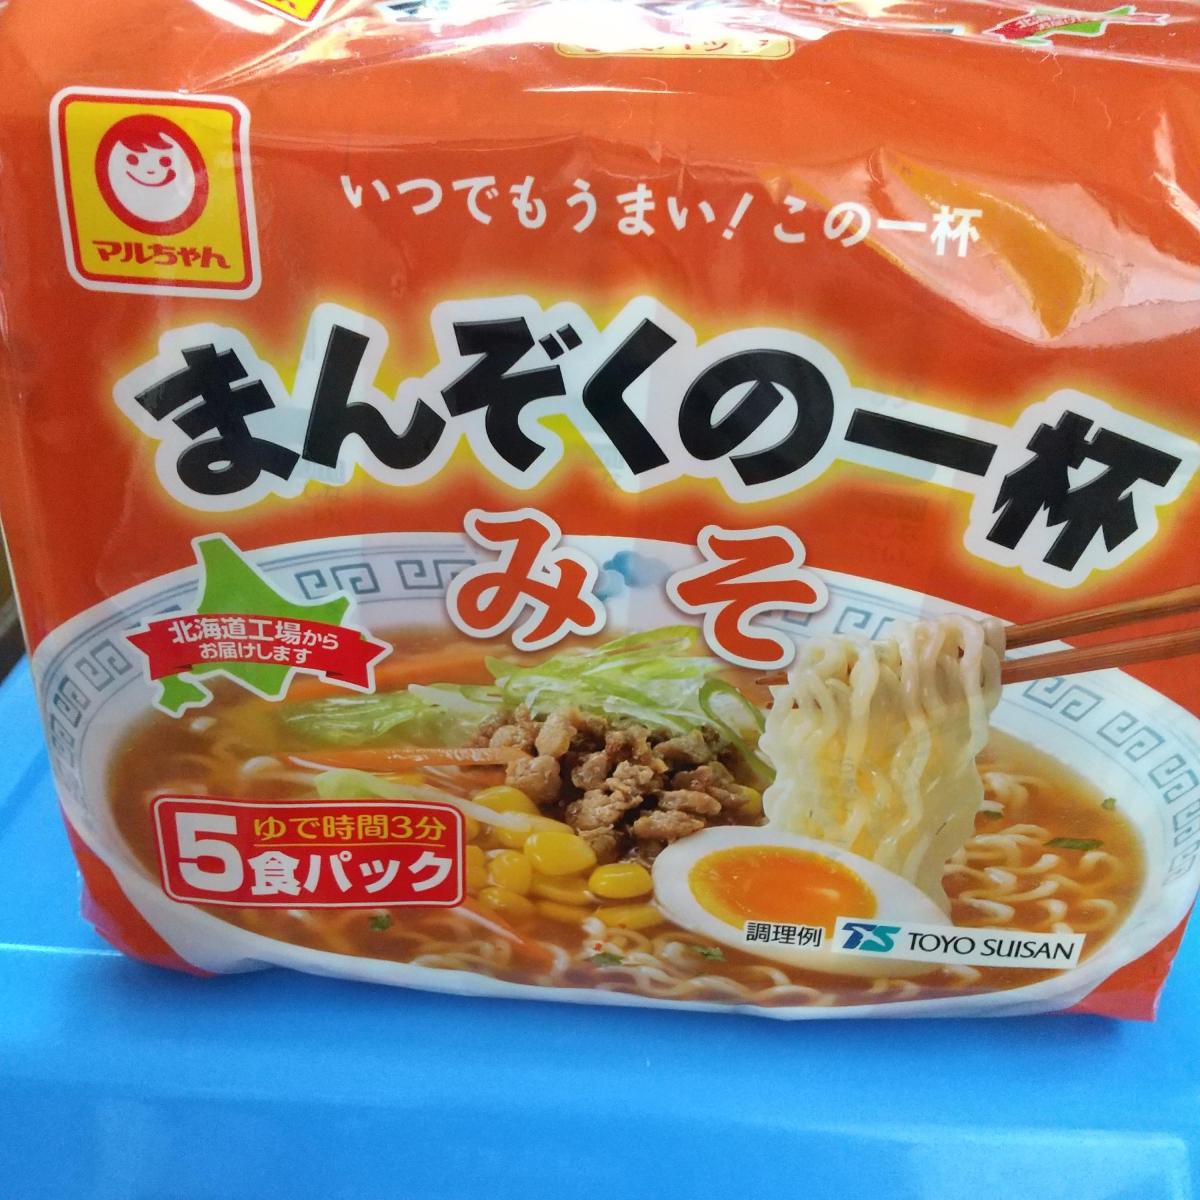 マルちゃん
いつでもうまい！この一杯
まんぞくの一杯
みそ
北海道工場から
お届けします
ゆで時間3分
5食パック
調理例
TS TOYO SUISAN